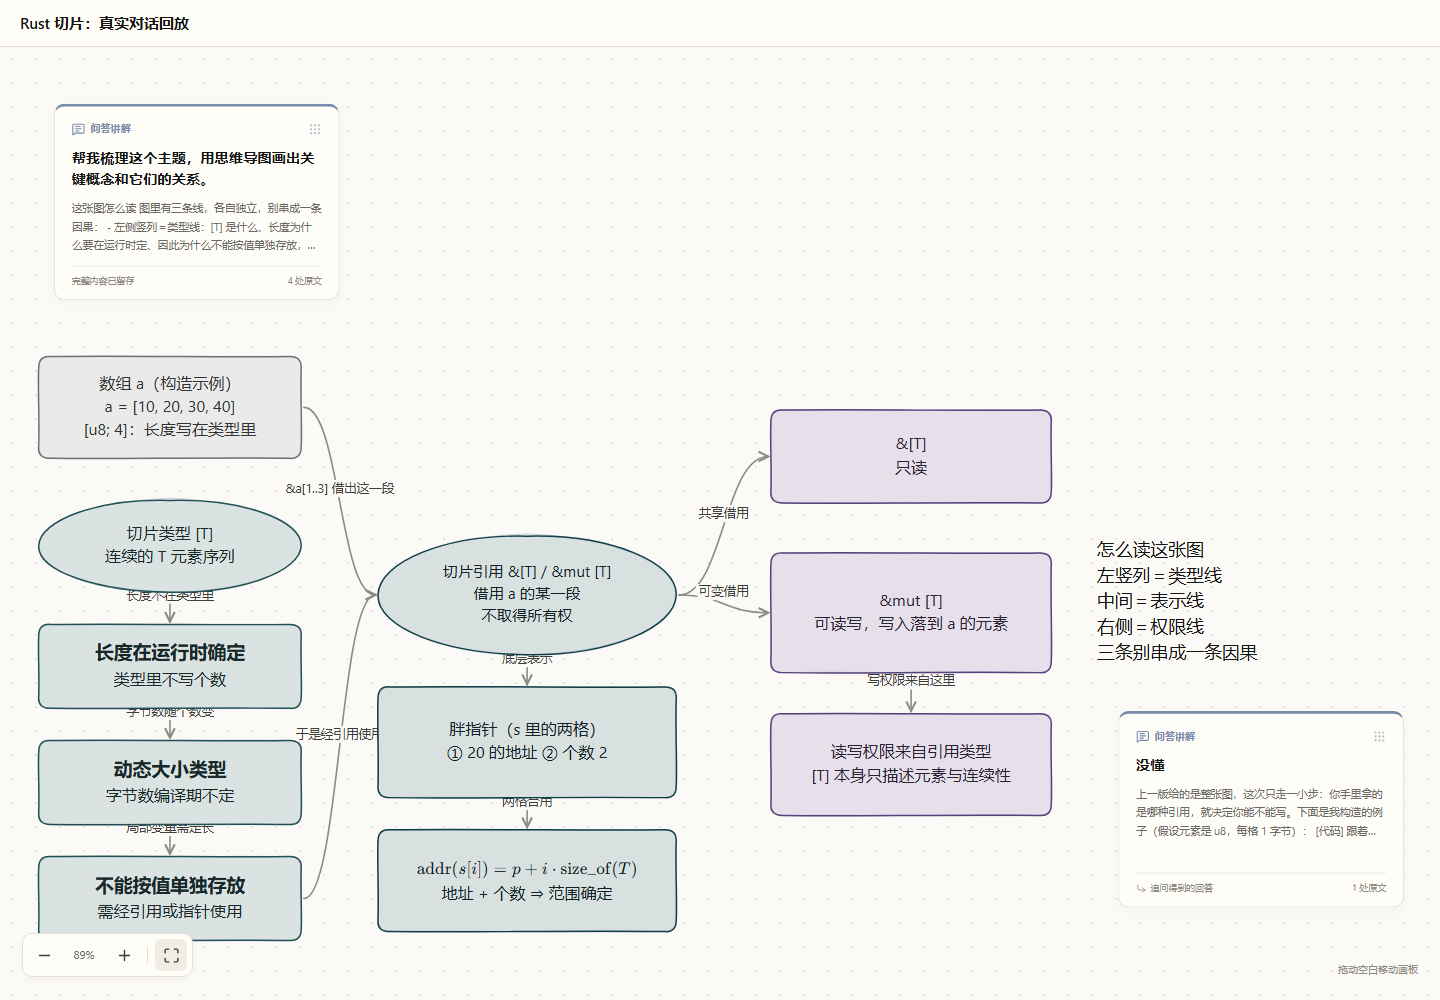 Rust 切片：真实对话回放
问答讲解
帮我梳理这个主题，用思维导图画出关
键概念和它们的关系。
这张图怎么读 图里有三条线，各自独立，别串成一条
因果： - 左侧竖列＝类型线：[T] 是什么、长度为什
么要在运行时定、因此为什么不能按值单独存放，...
完整内容已留存
4 处原文
数组 a（构造示例）
a = [10, 20, 30, 40]
[u8; 4]：长度写在类型里
&a[1..3] 借出这一段
切片类型 [T]
连续的 T 元素序列
长度不在类型里
长度在运行时确定
类型里不写个数
字节数随个数变
动态大小类型
字节数编译期不定
局部变量需定长
不能按值单独存放
需经引用或指针使用
于是经引用使用
切片引用 &[T] / &mut [T]
借用 a 的某一段
不取得所有权
底层表示
胖指针（s 里的两格）
① 20 的地址 ② 个数 2
两格合用
addr(s[i]) = p + i · size_of(T)
地址 + 个数 ⇒ 范围确定
共享借用
&[T]
只读
可变借用
&mut [T]
可读写，写入落到 a 的元素
写权限来自这里
读写权限来自引用类型
[T] 本身只描述元素与连续性
怎么读这张图
左竖列＝类型线
中间＝表示线
右侧＝权限线
三条别串成一条因果
问答讲解
没懂
上一版给的是整张图，这次只走一小步：你手里拿的
是哪种引用，就决定你能不能写。下面是我构造的例
子（假设元素是 u8，每格 1 字节）： [代码] 跟着...
追问得到的回答
1 处原文
89%
拖动空白移动画板